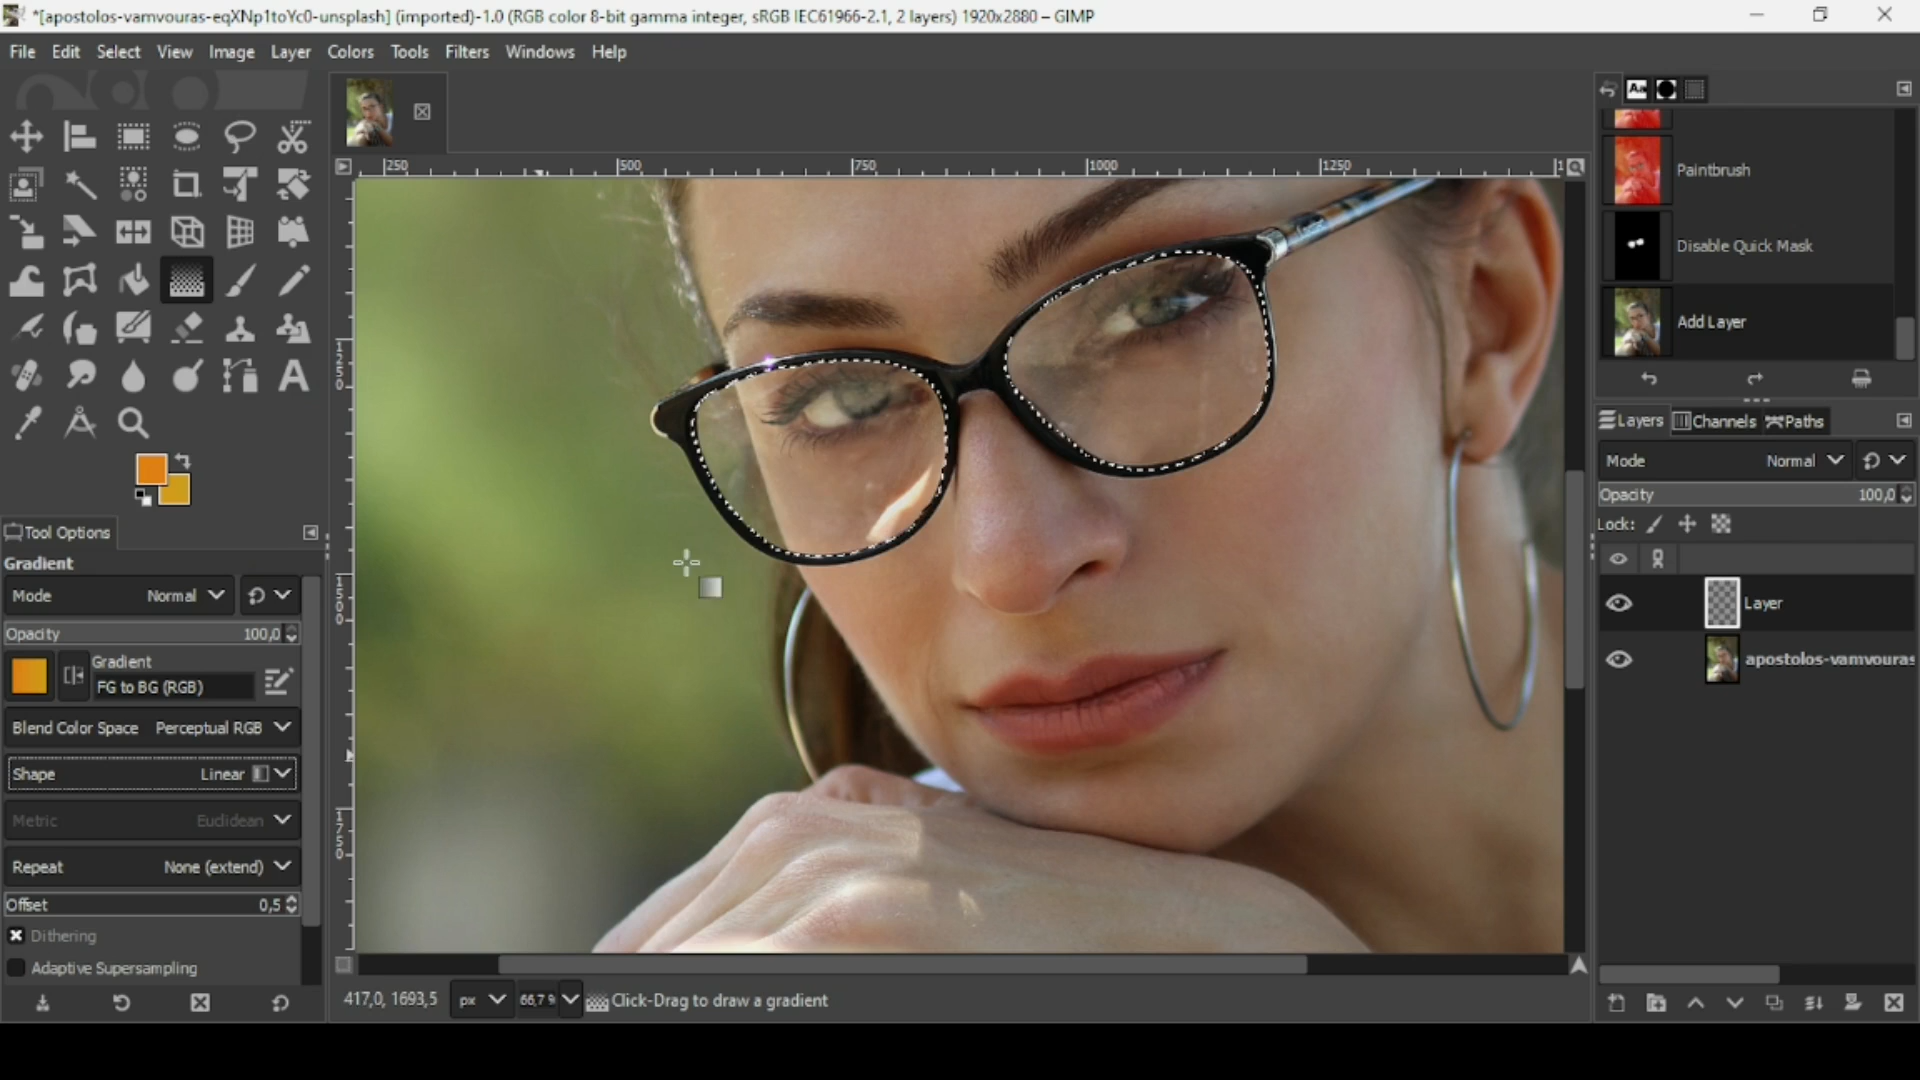 *[apostolos-vamvouras-eqXNp1toYc0-unsplash] (imported)-1.0 (RGB color 8-bit gamma integer, sRGB IEC61966-2.1, 2 layers) 1920x2880 – GIMP
File Edit Select View Image Layer Colors Tools Filters Windows Help
250 500 750 1000 1250 1
Aa
Paintbrush
Disable Quick Mask
Add Layer
Layers Channels Paths
Mode Normal
Opacity 100,0
Lock:
Layer
apostolos-vamvouras
1250
1500
1750
A
Tool Options
Gradient
Mode Normal
Opacity 100,0
Gradient
FG to BG (RGB)
Blend Color Space Perceptual RGB
Shape Linear
Metric Euclidean
Repeat None (extend)
Offset 0,5
Dithering
Adaptive Supersampling
417,0, 1693,5 px 66,7 % Click-Drag to draw a gradient